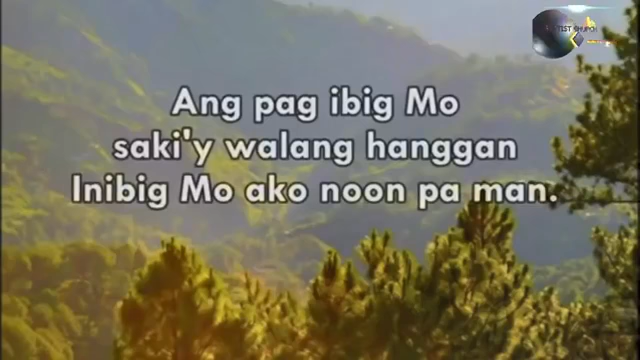 Ang pag ibig Mo
saki'y walang hanggan
Inibig Mo ako noon pa man.